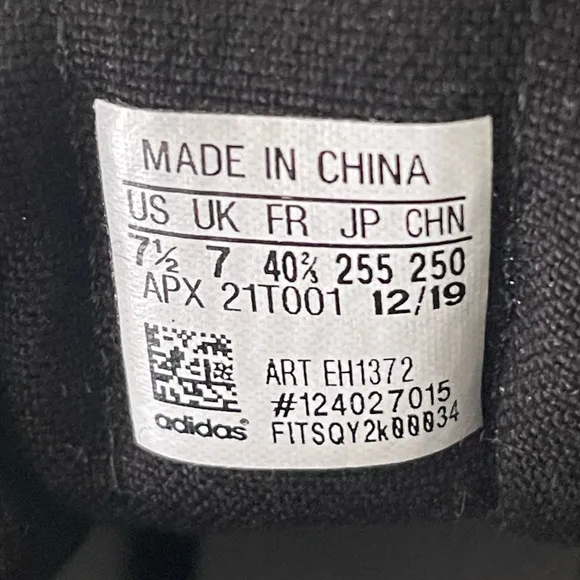 MADE IN CHINA
US UK FR JP CHN
7½ 7 40⅔ 255 250
APX 21T001 12/19
ART EH1372
#124027015
adidas FITSQY2k00034